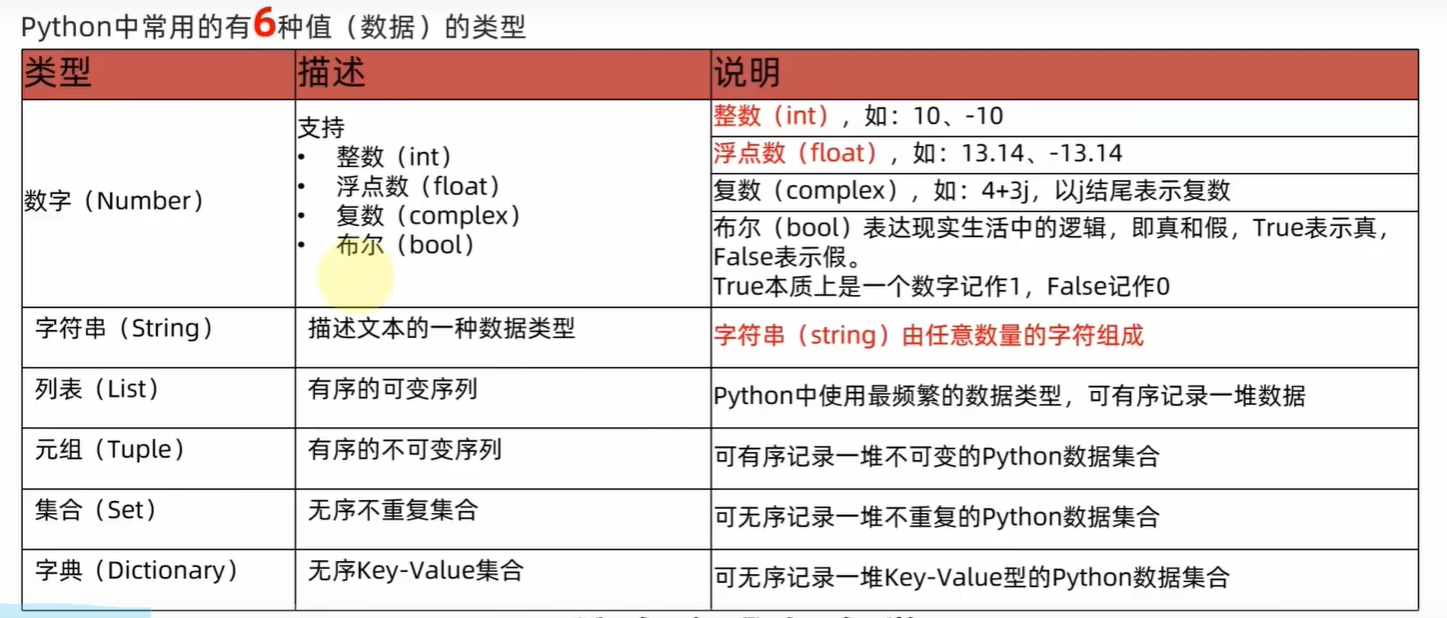 Python中常用的有6种值（数据）的类型
类型
描述
说明
数字（Number）
支持
• 整数（int）
• 浮点数（float）
• 复数（complex）
• 布尔（bool）
整数（int），如：10、-10
浮点数（float），如：13.14、-13.14
复数（complex），如：4+3j，以j结尾表示复数
布尔（bool）表达现实生活中的逻辑，即真和假，True表示真，
False表示假。
True本质上是一个数字记作1，False记作0
字符串（String）
描述文本的一种数据类型
字符串（string）由任意数量的字符组成
列表（List）
有序的可变序列
Python中使用最频繁的数据类型，可有序记录一堆数据
元组（Tuple）
有序的不可变序列
可有序记录一堆不可变的Python数据集合
集合（Set）
无序不重复集合
可无序记录一堆不重复的Python数据集合
字典（Dictionary）
无序Key-Value集合
可无序记录一堆Key-Value型的Python数据集合